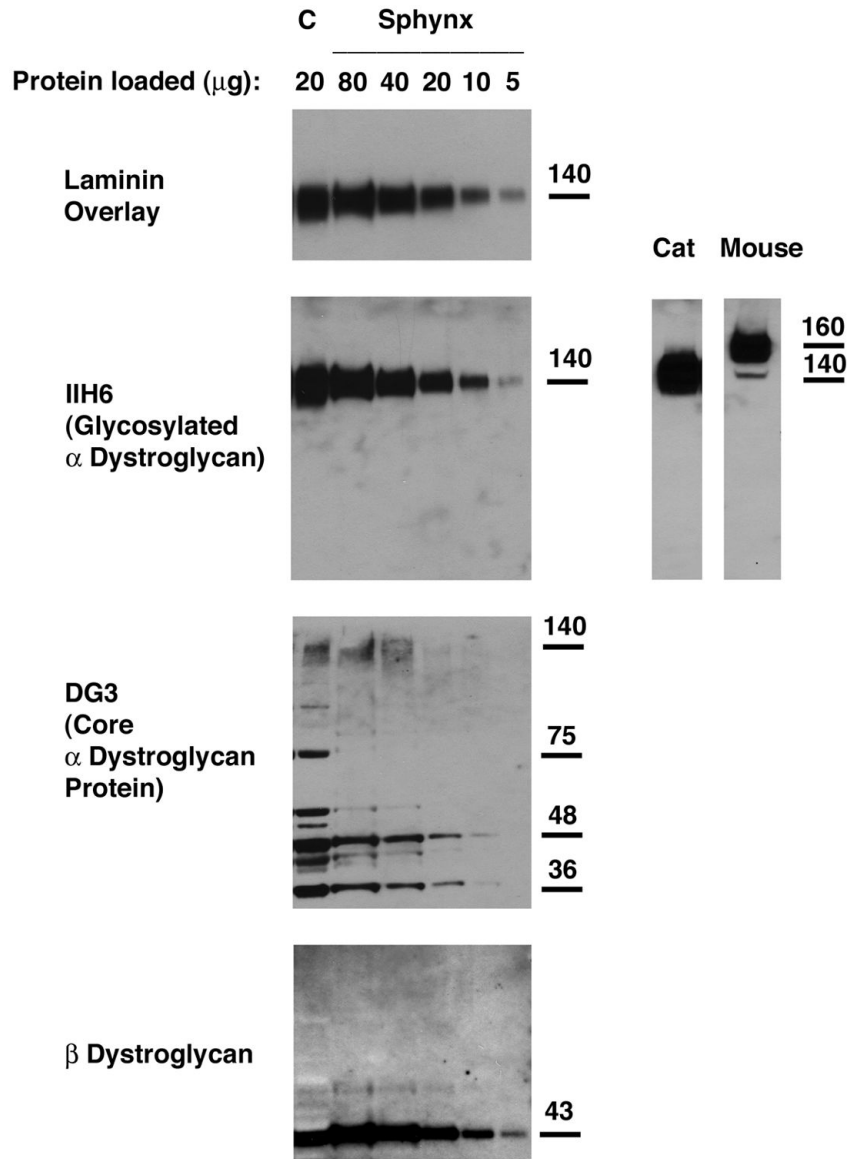 C Sphynx
Protein loaded (μg): 20 80 40 20 10 5
Laminin
Overlay
140
Cat Mouse
IIH6
(Glycosylated
α Dystroglycan)
140
160
140
DG3
(Core
α Dystroglycan
Protein)
140
75
48
36
β Dystroglycan
43